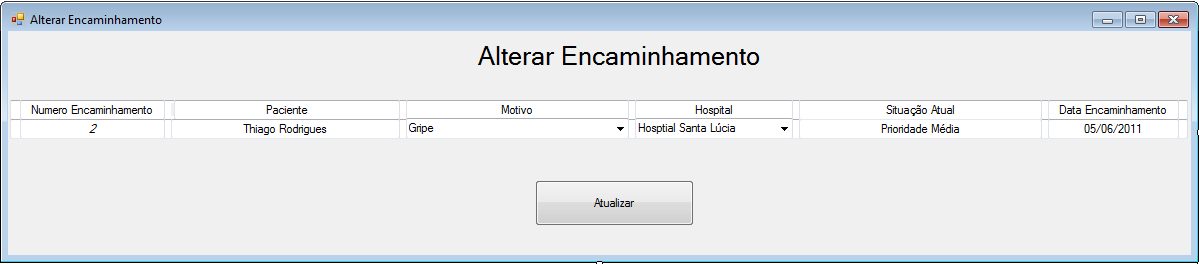 Alterar Encaminhamento
Alterar Encaminhamento
Numero Encaminhamento Paciente Motivo Hospital Situação Atual Data Encaminhamento
2 Thiago Rodrigues Gripe Hosptial Santa Lúcia Prioridade Média 05/06/2011
Atualizar